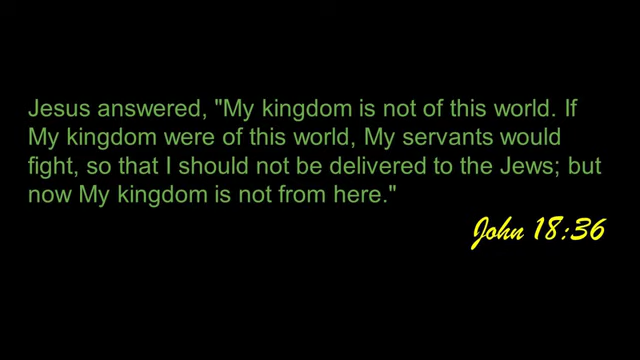 Jesus answered, "My kingdom is not of this world. If
My kingdom were of this world, My servants would
fight, so that I should not be delivered to the Jews; but
now My kingdom is not from here."
John 18:36